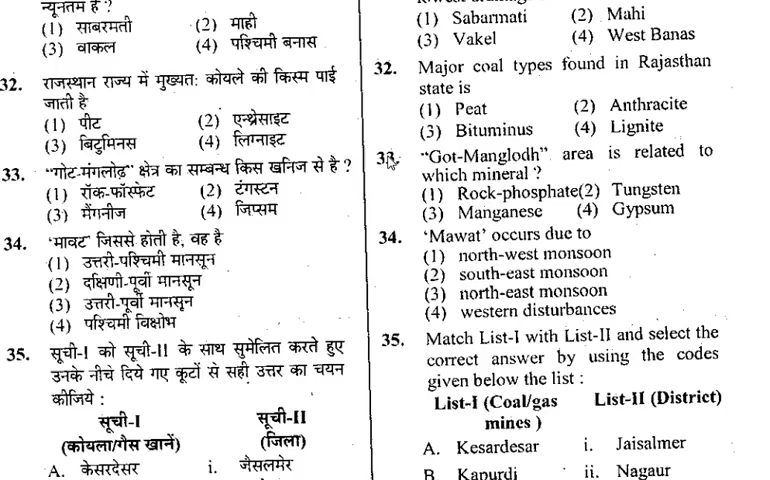 न्यूनतम है ?
(1) साबरमती (2) माही
(3) वाकल (4) पश्चिमी बनास
32. राजस्थान राज्य में मुख्यत: कोयले की किस्म पाई
जाती है
(1) पीट (2) एन्थ्रेसाइट
(3) बिटुमिनस (4) लिग्नाइट
33. "गोट-मंगलोढ़" क्षेत्र का सम्बन्ध किस खनिज से है ?
(1) रॉक-फॉस्फेट (2) टंगस्टन
(3) मैंगनीज (4) जिप्सम
34. 'मावट' जिससे होती है, वह है
(1) उत्तरी-पश्चिमी मानसून
(2) दक्षिणी-पूर्वी मानसून
(3) उत्तरी-पूर्वी मानसून
(4) पश्चिमी विक्षोभ
35. सूची-I को सूची-II के साथ सुमेलित करते हुए
उनके नीचे दिये गए कूटों से सही उत्तर का चयन
कीजिये :
सूची-I सूची-II
(कोयला/गैस खानें) (जिला)
A. केसरदेसर i. जैसलमेर
(1) Sabarmati (2) Mahi
(3) Vakel (4) West Banas
32. Major coal types found in Rajasthan
state is
(1) Peat (2) Anthracite
(3) Bituminus (4) Lignite
33. "Got-Manglodh" area is related to
which mineral ?
(1) Rock-phosphate(2) Tungsten
(3) Manganese (4) Gypsum
34. 'Mawat' occurs due to
(1) north-west monsoon
(2) south-east monsoon
(3) north-east monsoon
(4) western disturbances
35. Match List-I with List-II and select the
correct answer by using the codes
given below the list :
List-I (Coal/gas List-II (District)
mines )
A. Kesardesar i. Jaisalmer
B. Kapurdi ii. Nagaur